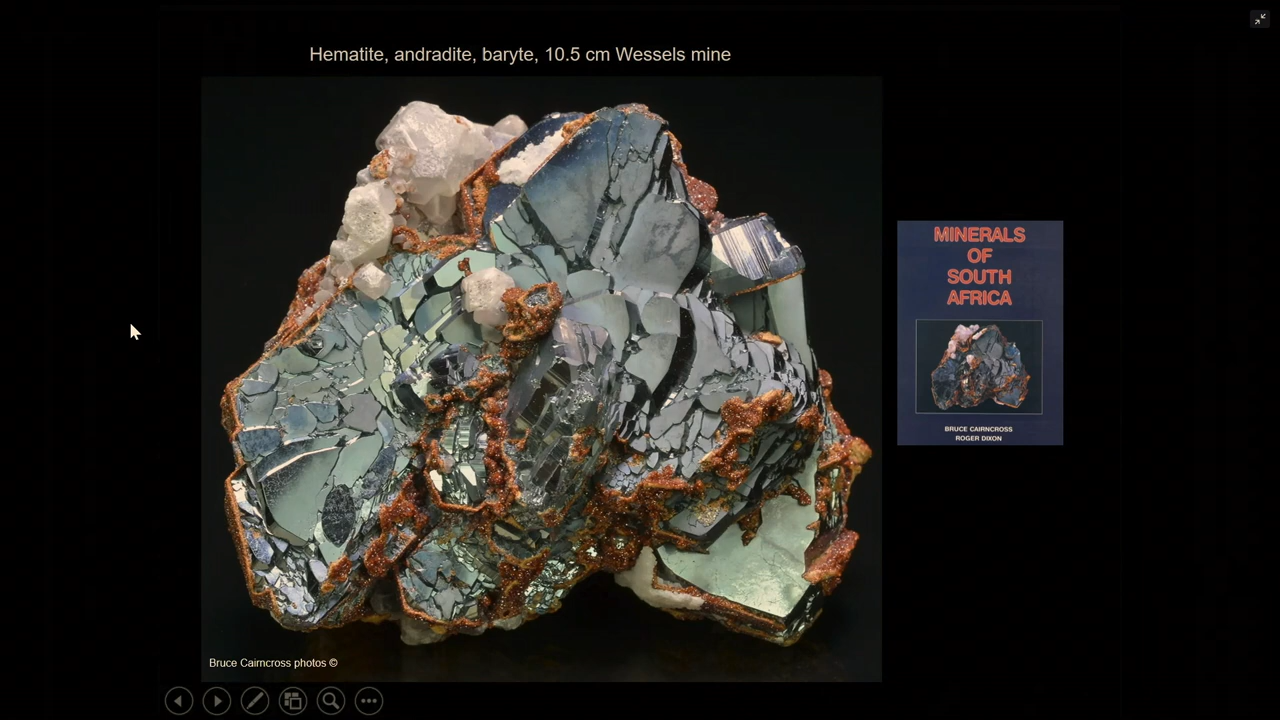 Hematite, andradite, baryte, 10.5 cm Wessels mine
MINERALS
OF
SOUTH
AFRICA
BRUCE CAIRNCROSS
ROGER DIXON
Bruce Cairncross photos ©